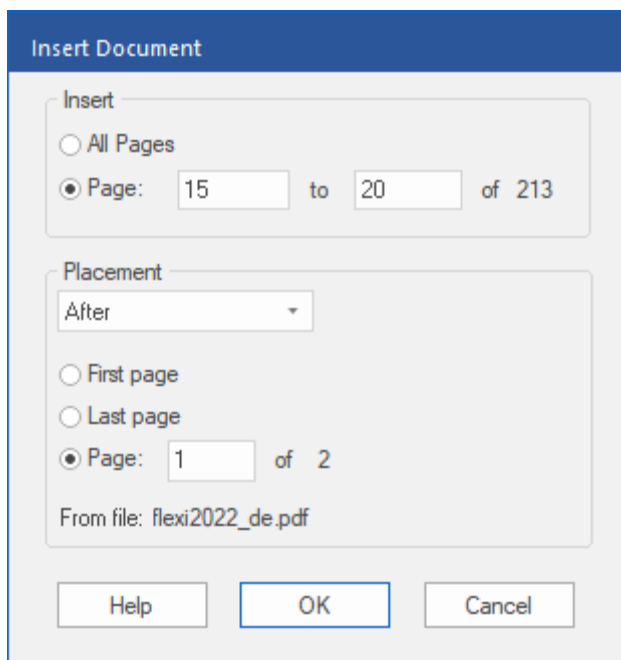 Insert Document
Insert
All Pages
Page: 15 to 20 of 213
Placement
After
First page
Last page
Page: 1 of 2
From file: flexi2022_de.pdf
Help OK Cancel